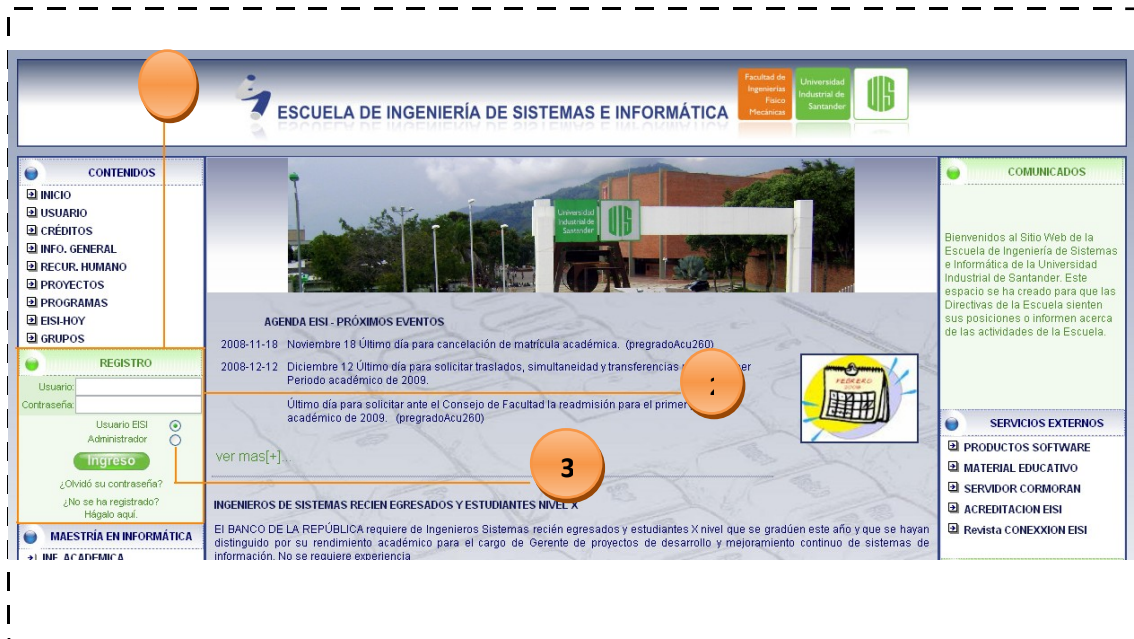 ESCUELA DE INGENIERÍA DE SISTEMAS E INFORMÁTICA
Facultad de
Ingenierías
Físico
Mecánicas
Universidad
Industrial de
Santander
CONTENIDOS
INICIO
USUARIO
CRÉDITOS
INFO. GENERAL
RECUR. HUMANO
PROYECTOS
PROGRAMAS
EISI-HOY
GRUPOS
REGISTRO
Usuario:
Contraseña:
Usuario EISI
Administrador
Ingreso
¿Olvidó su contraseña?
¿No se ha registrado?
Hágalo aquí.
MAESTRÍA EN INFORMÁTICA
INF. ACADEMICA
Universidad
Industrial de
Santander
UIS
AGENDA EISI - PRÓXIMOS EVENTOS
2008-11-18 Noviembre 18 Último día para cancelación de matrícula académica. (pregradoAcu260)
2008-12-12 Diciembre 12 Último día para solicitar traslados, simultaneidad y transferencias
Periodo académico de 2009.
Último día para solicitar ante el Consejo de Facultad la readmisión para el primer
académico de 2009. (pregradoAcu260)
FEBRERO
ver mas[+]...
3
INGENIEROS DE SISTEMAS RECIEN EGRESADOS Y ESTUDIANTES NIVEL X
El BANCO DE LA REPÚBLICA requiere de Ingenieros Sistemas recién egresados y estudiantes X nivel que se gradúen este año y que se hayan
distinguido por su rendimiento académico para el cargo de Gerente de proyectos de desarrollo y mejoramiento continuo de sistemas de
información. No se requiere experiencia
COMUNICADOS
Bienvenidos al Sitio Web de la
Escuela de Ingeniería de Sistemas
e Informática de la Universidad
Industrial de Santander. Este
espacio se ha creado para que las
Directivas de la Escuela sienten
sus posiciones o informen acerca
de las actividades de la Escuela.
SERVICIOS EXTERNOS
PRODUCTOS SOFTWARE
MATERIAL EDUCATIVO
SERVIDOR CORMORAN
ACREDITACION EISI
Revista CONEXXION EISI